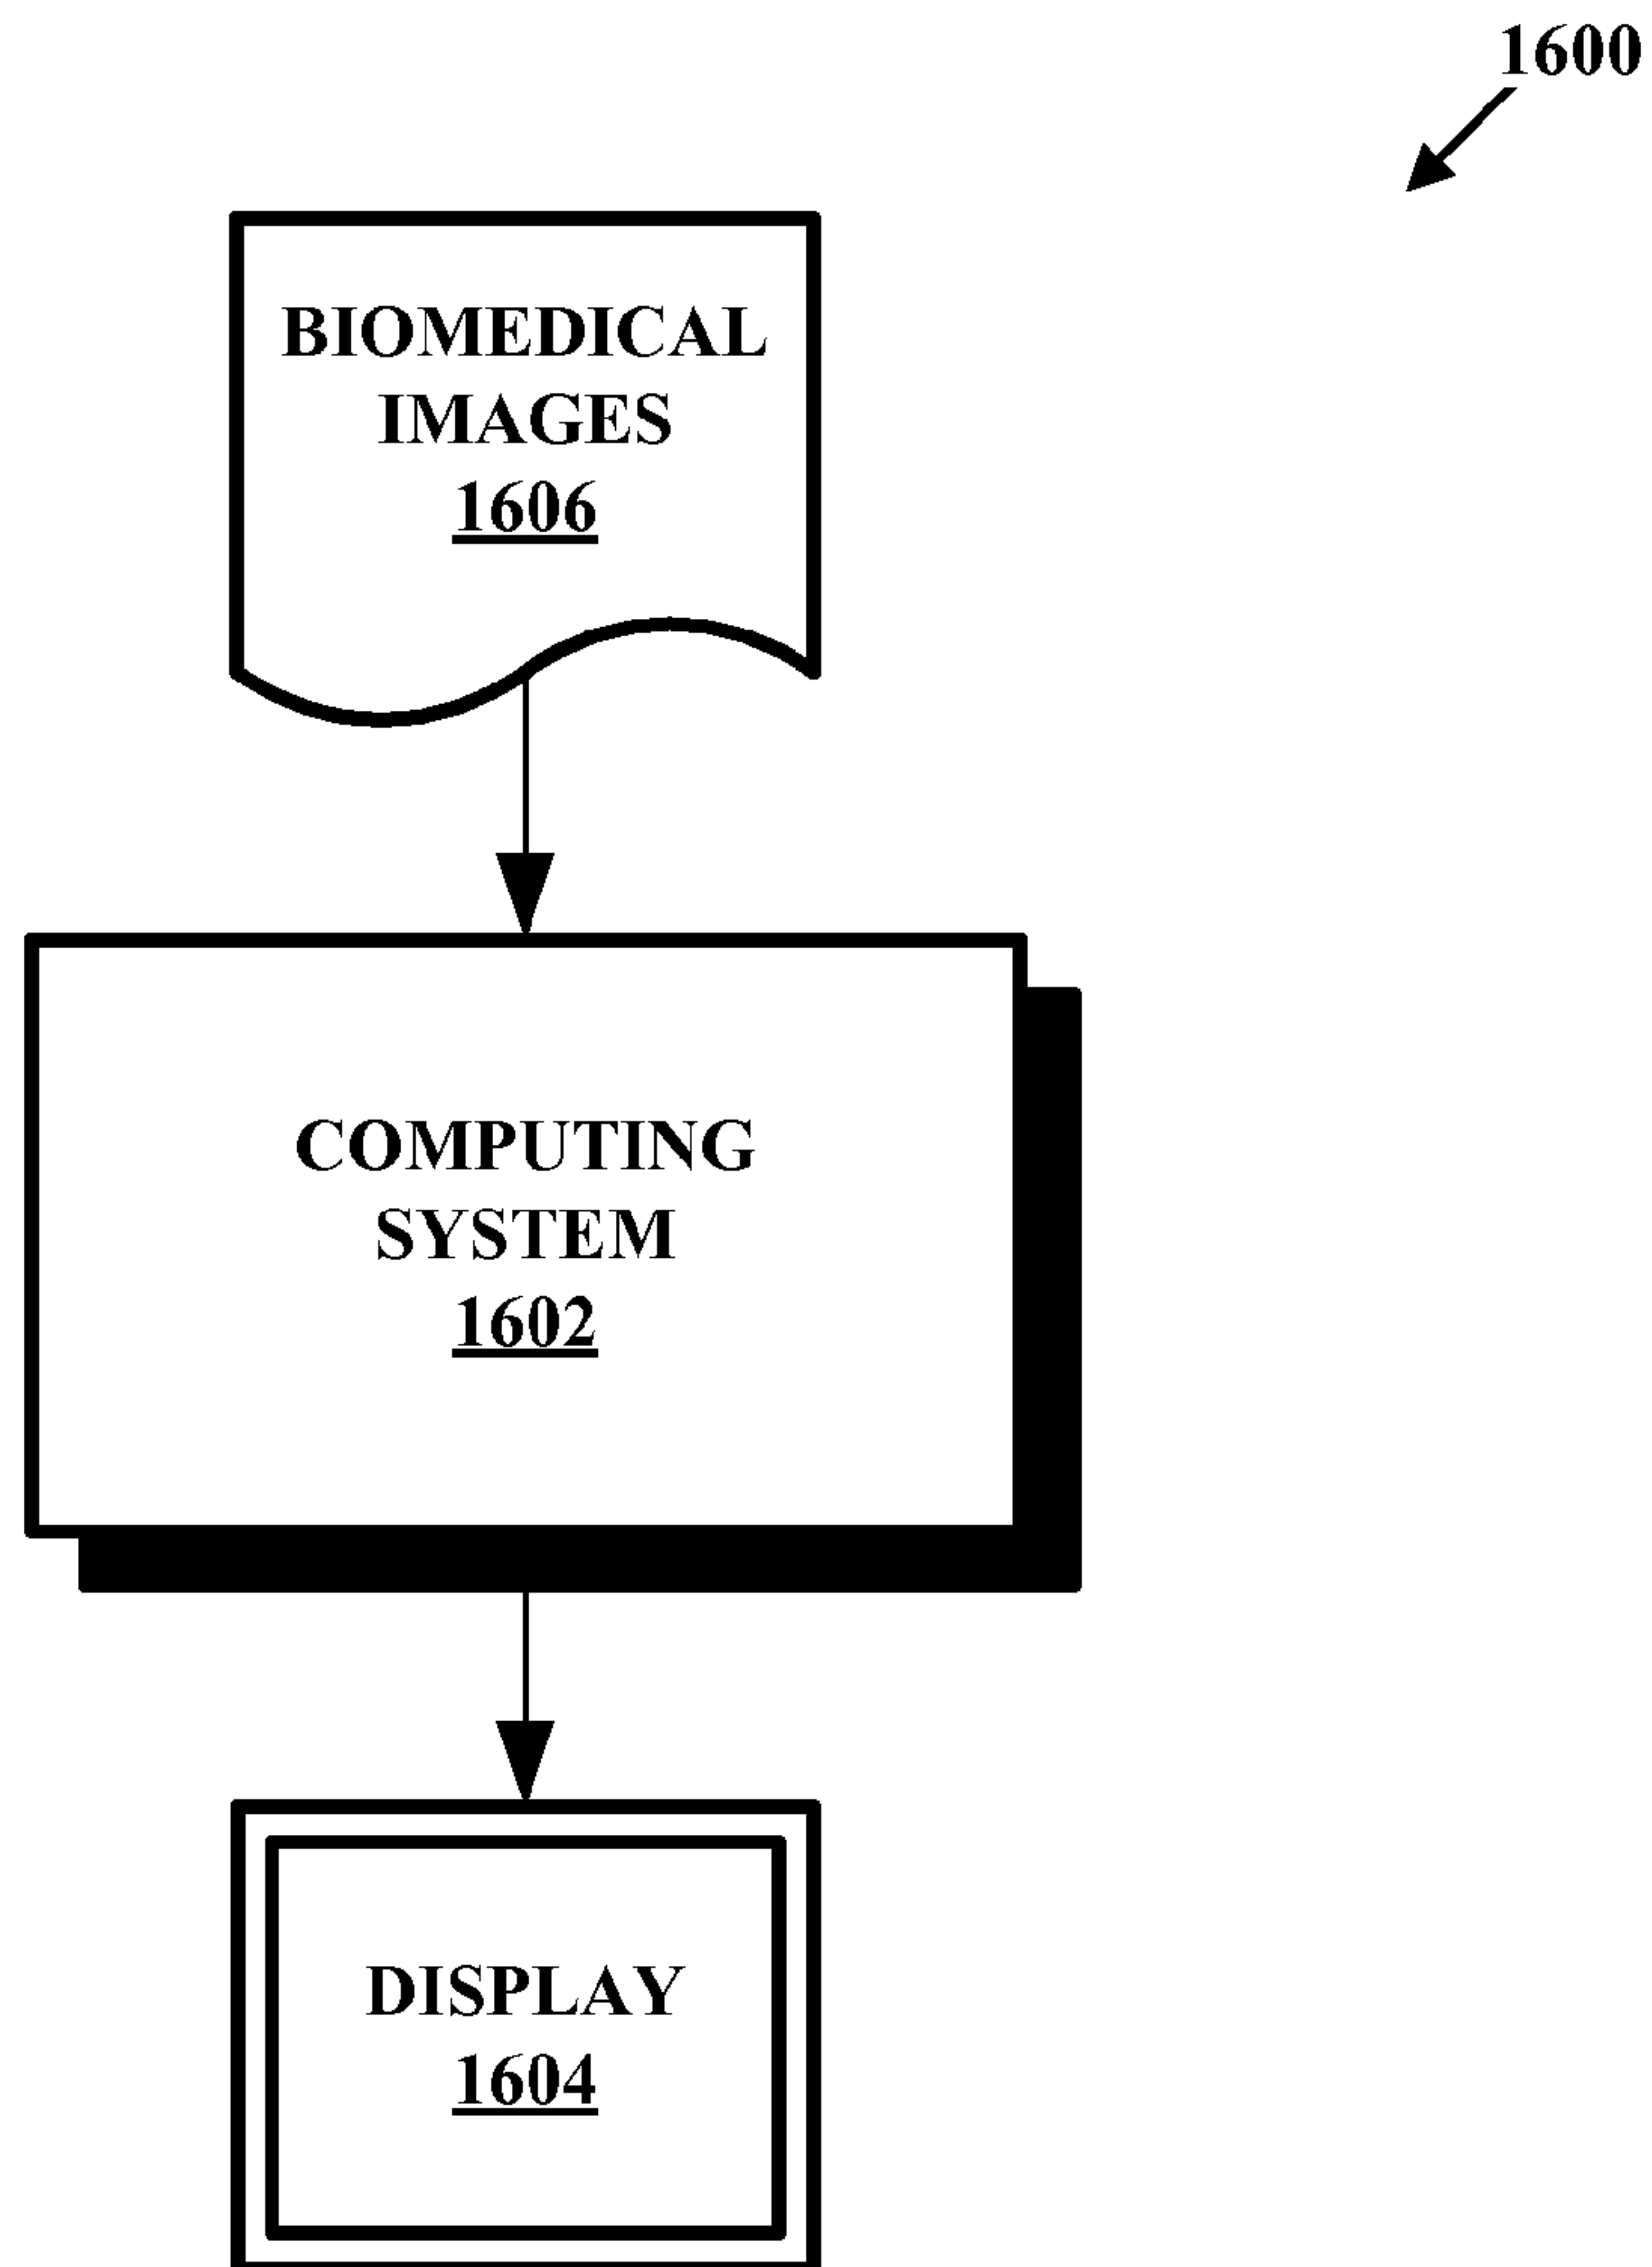 1600
BIOMEDICAL
IMAGES
1606
COMPUTING
SYSTEM
1602
DISPLAY
1604